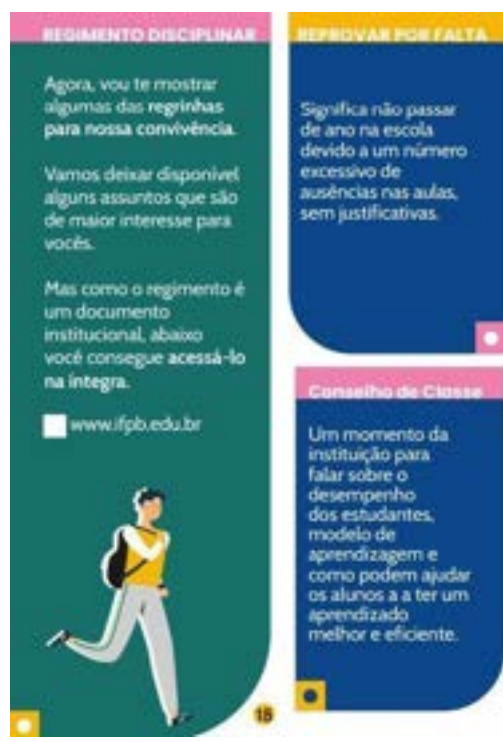 REGIMENTO DISCIPLINAR
Agora, vou te mostrar
algumas das regrinhas
para nossa convivência.
Vamos deixar disponível
alguns assuntos que são
de maior interesse para
vocês.
Mas como o regimento é
um documento
institucional, abaixo
você consegue acessá-lo
na íntegra.
www.ifpb.edu.br
18
REPROVAR POR FALTA
Significa não passar
de ano na escola
devido a um número
excessivo de
ausências nas aulas,
sem justificativas.
Conselho de Classe
Um momento da
instituição para
falar sobre o
desempenho
dos estudantes,
modelo de
aprendizagem e
como podem ajudar
os alunos a a ter um
aprendizado
melhor e eficiente.